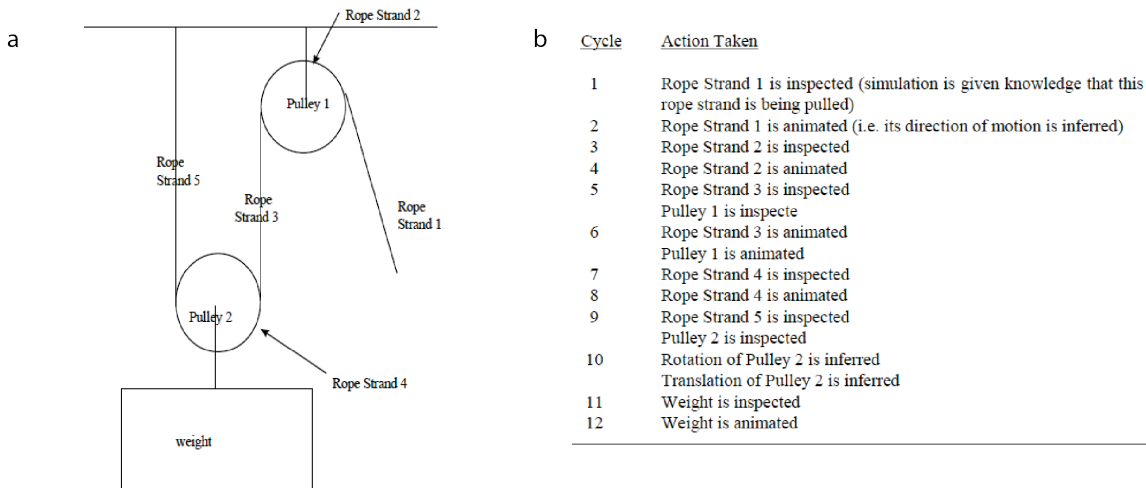 a
Rope Strand 2
Pulley 1
Rope
Strand 5
Rope
Strand 3
Rope
Strand 1
Pulley 2
Rope Strand 4
weight
b
Cycle Action Taken
1 Rope Strand 1 is inspected (simulation is given knowledge that this
rope strand is being pulled)
2 Rope Strand 1 is animated (i.e. its direction of motion is inferred)
3 Rope Strand 2 is inspected
4 Rope Strand 2 is animated
5 Rope Strand 3 is inspected
Pulley 1 is inspecte
6 Rope Strand 3 is animated
Pulley 1 is animated
7 Rope Strand 4 is inspected
8 Rope Strand 4 is animated
9 Rope Strand 5 is inspected
Pulley 2 is inspected
10 Rotation of Pulley 2 is inferred
Translation of Pulley 2 is inferred
11 Weight is inspected
12 Weight is animated